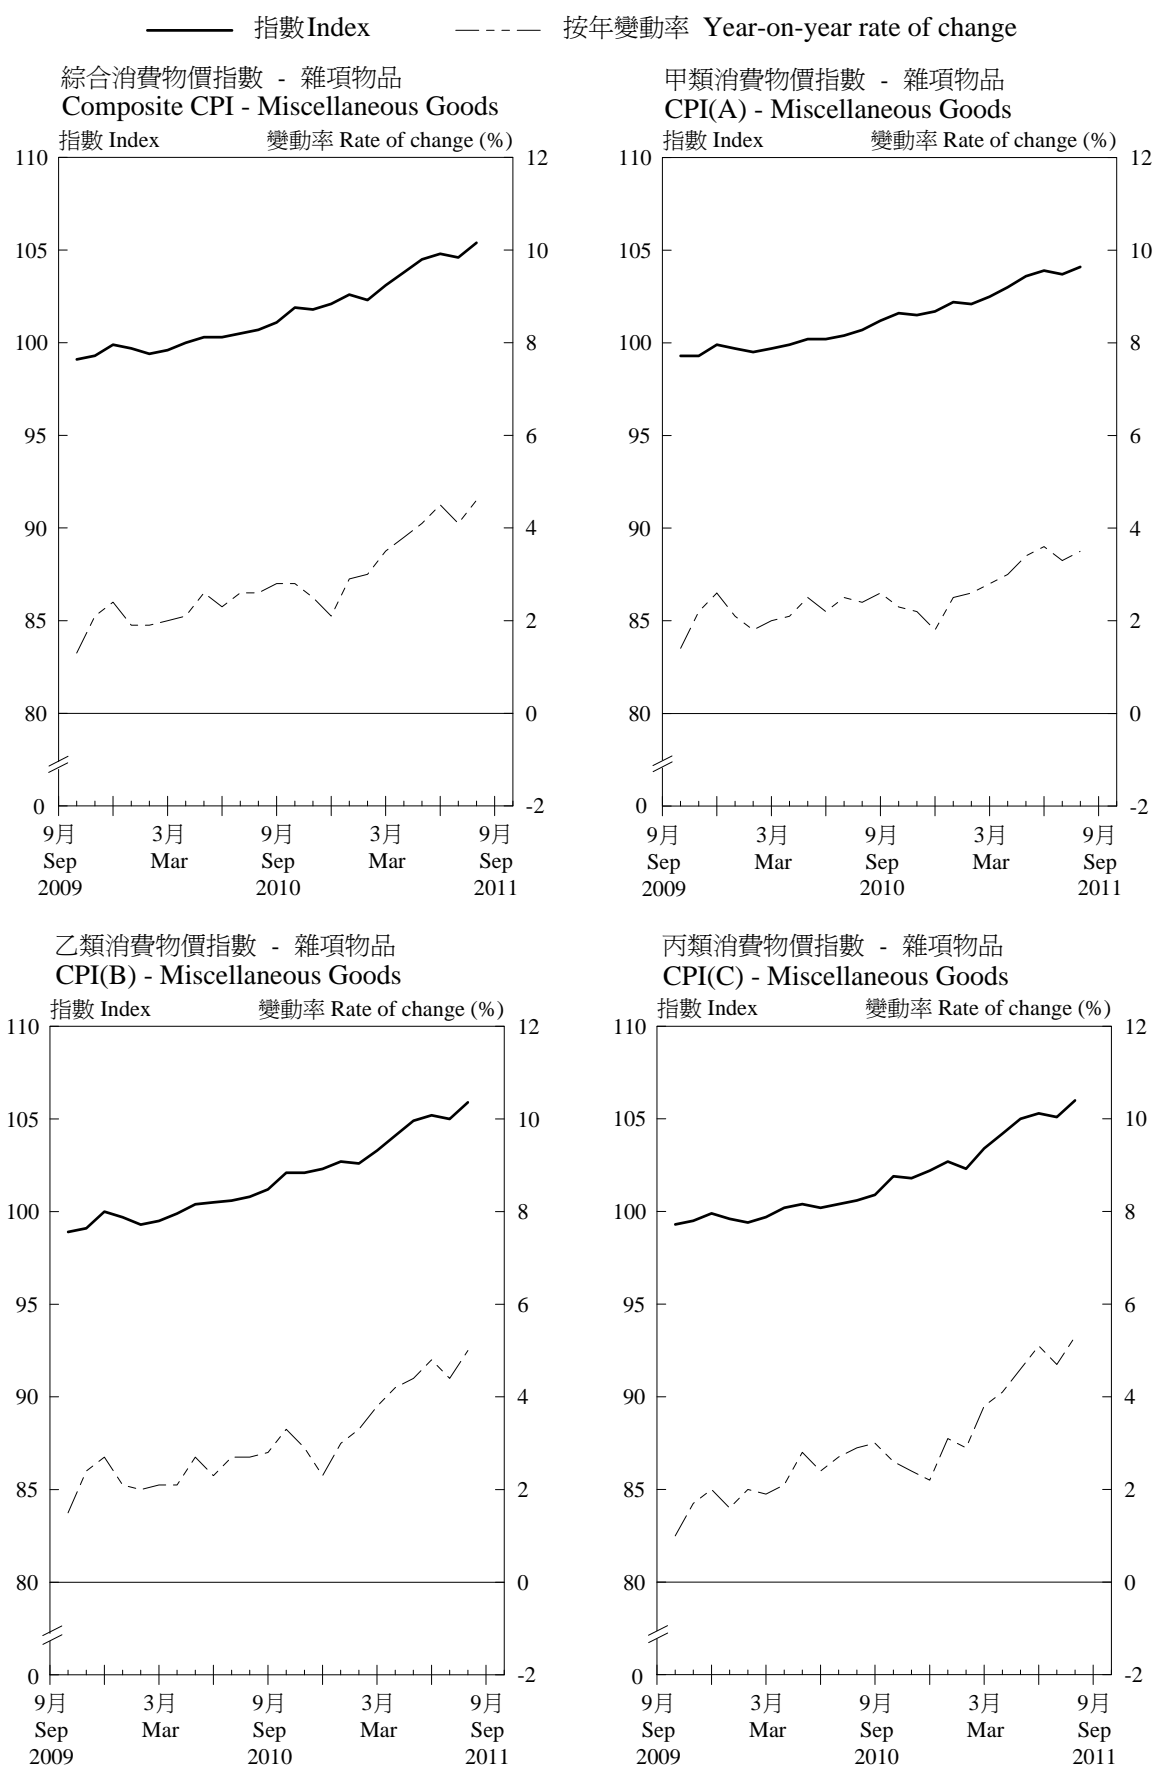 指數 Index 按年變動率 Year-on-year rate of change
綜合消費物價指數 - 雜項物品
Composite CPI - Miscellaneous Goods
指數 Index 變動率 Rate of change (%)
110 12
105 10
100 8
95 6
90 4
85 2
80 0
0 -2
9月 3月 9月 3月 9月
Sep Mar Sep Mar Sep
2009 2010 2011
甲類消費物價指數 - 雜項物品
CPI(A) - Miscellaneous Goods
指數 Index 變動率 Rate of change (%)
110 12
105 10
100 8
95 6
90 4
85 2
80 0
0 -2
9月 3月 9月 3月 9月
Sep Mar Sep Mar Sep
2009 2010 2011
乙類消費物價指數 - 雜項物品
CPI(B) - Miscellaneous Goods
指數 Index 變動率 Rate of change (%)
110 12
105 10
100 8
95 6
90 4
85 2
80 0
0 -2
9月 3月 9月 3月 9月
Sep Mar Sep Mar Sep
2009 2010 2011
丙類消費物價指數 - 雜項物品
CPI(C) - Miscellaneous Goods
指數 Index 變動率 Rate of change (%)
110 12
105 10
100 8
95 6
90 4
85 2
80 0
0 -2
9月 3月 9月 3月 9月
Sep Mar Sep Mar Sep
2009 2010 2011